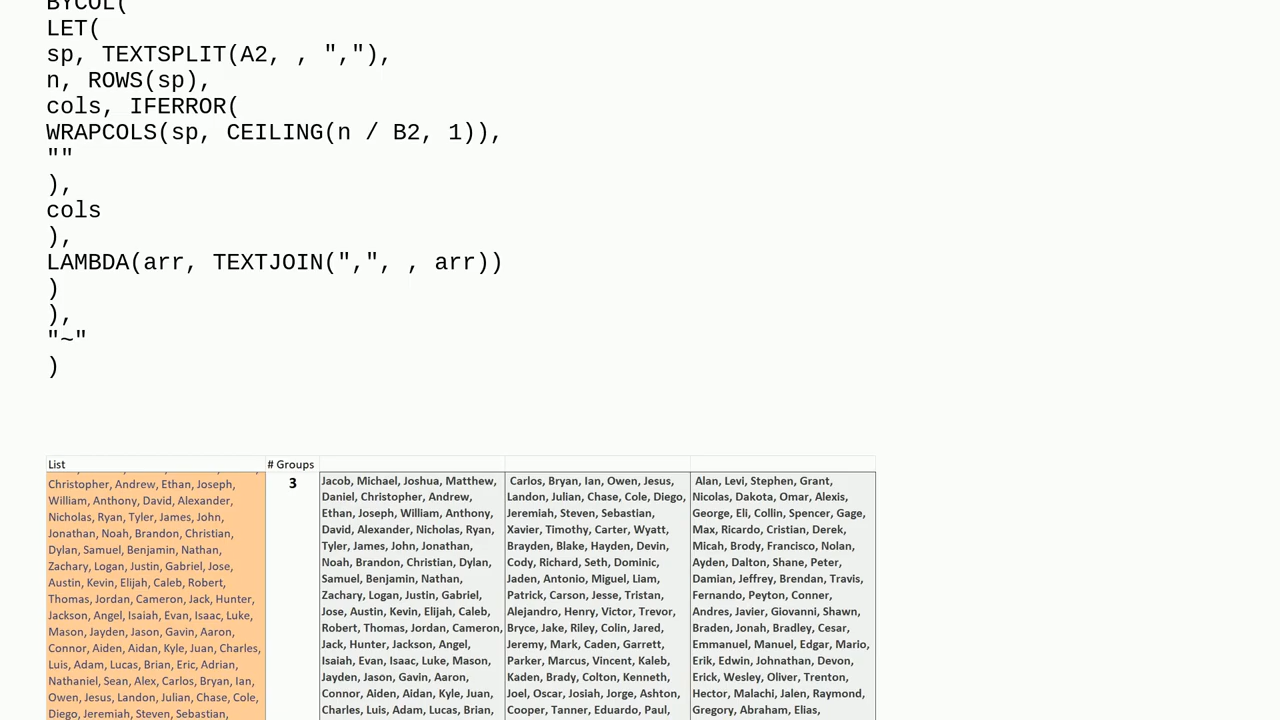 BYCOL(
LET(
sp, TEXTSPLIT(A2, , ","),
n, ROWS(sp),
cols, IFERROR(
WRAPCOLS(sp, CEILING(n / B2, 1)),
""
),
cols
),
LAMBDA(arr, TEXTJOIN(",", , arr))
)
),
"~"
)
List
# Groups
Christopher, Andrew, Ethan, Joseph,
William, Anthony, David, Alexander,
Nicholas, Ryan, Tyler, James, John,
Jonathan, Noah, Brandon, Christian,
Dylan, Samuel, Benjamin, Nathan,
Zachary, Logan, Justin, Gabriel, Jose,
Austin, Kevin, Elijah, Caleb, Robert,
Thomas, Jordan, Cameron, Jack, Hunter,
Jackson, Angel, Isaiah, Evan, Isaac, Luke,
Mason, Jayden, Jason, Gavin, Aaron,
Connor, Aiden, Aidan, Kyle, Juan, Charles,
Luis, Adam, Lucas, Brian, Eric, Adrian,
Nathaniel, Sean, Alex, Carlos, Bryan, Ian,
Owen, Jesus, Landon, Julian, Chase, Cole,
Diego, Jeremiah, Steven, Sebastian,
3
Jacob, Michael, Joshua, Matthew,
Daniel, Christopher, Andrew,
Ethan, Joseph, William, Anthony,
David, Alexander, Nicholas, Ryan,
Tyler, James, John, Jonathan,
Noah, Brandon, Christian, Dylan,
Samuel, Benjamin, Nathan,
Zachary, Logan, Justin, Gabriel,
Jose, Austin, Kevin, Elijah, Caleb,
Robert, Thomas, Jordan, Cameron,
Jack, Hunter, Jackson, Angel,
Isaiah, Evan, Isaac, Luke, Mason,
Jayden, Jason, Gavin, Aaron,
Connor, Aiden, Aidan, Kyle, Juan,
Charles, Luis, Adam, Lucas, Brian,
Carlos, Bryan, Ian, Owen, Jesus,
Landon, Julian, Chase, Cole, Diego,
Jeremiah, Steven, Sebastian,
Xavier, Timothy, Carter, Wyatt,
Brayden, Blake, Hayden, Devin,
Cody, Richard, Seth, Dominic,
Jaden, Antonio, Miguel, Liam,
Patrick, Carson, Jesse, Tristan,
Alejandro, Henry, Victor, Trevor,
Bryce, Jake, Riley, Colin, Jared,
Jeremy, Mark, Caden, Garrett,
Parker, Marcus, Vincent, Kaleb,
Kaden, Brady, Colton, Kenneth,
Joel, Oscar, Josiah, Jorge, Ashton,
Cooper, Tanner, Eduardo, Paul,
Alan, Levi, Stephen, Grant,
Nicolas, Dakota, Omar, Alexis,
George, Eli, Collin, Spencer, Gage,
Max, Ricardo, Cristian, Derek,
Micah, Brody, Francisco, Nolan,
Ayden, Dalton, Shane, Peter,
Damian, Jeffrey, Brendan, Travis,
Fernando, Peyton, Conner,
Andres, Javier, Giovanni, Shawn,
Braden, Jonah, Bradley, Cesar,
Emmanuel, Manuel, Edgar, Mario,
Erik, Edwin, Johnathan, Devon,
Erick, Wesley, Oliver, Trenton,
Hector, Malachi, Jalen, Raymond,
Gregory, Abraham, Elias,